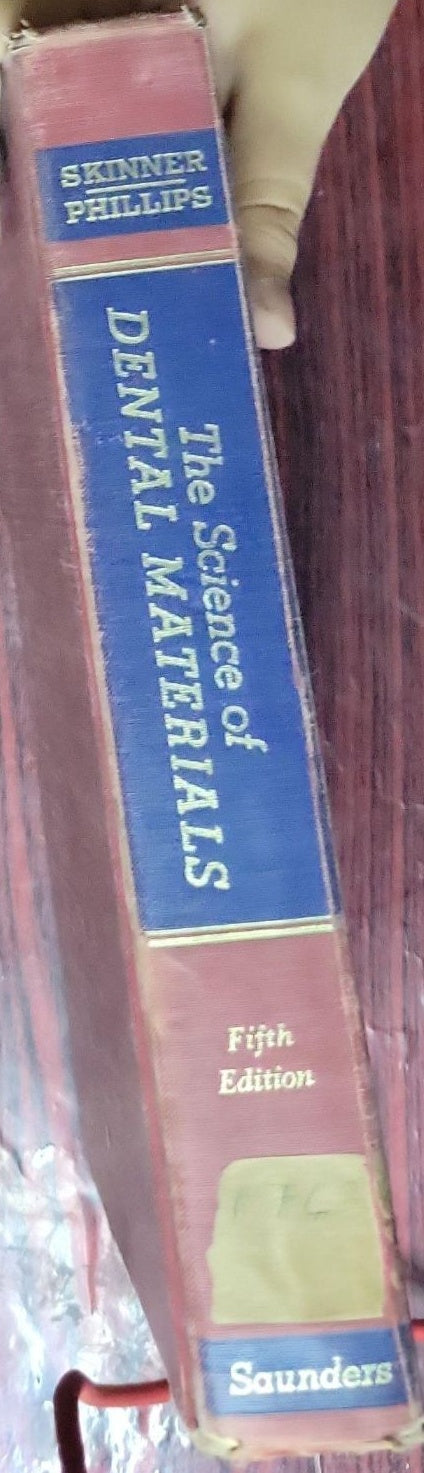 SKINNER
PHILLIPS
The Science of
DENTAL MATERIALS
Fifth
Edition
Saunders